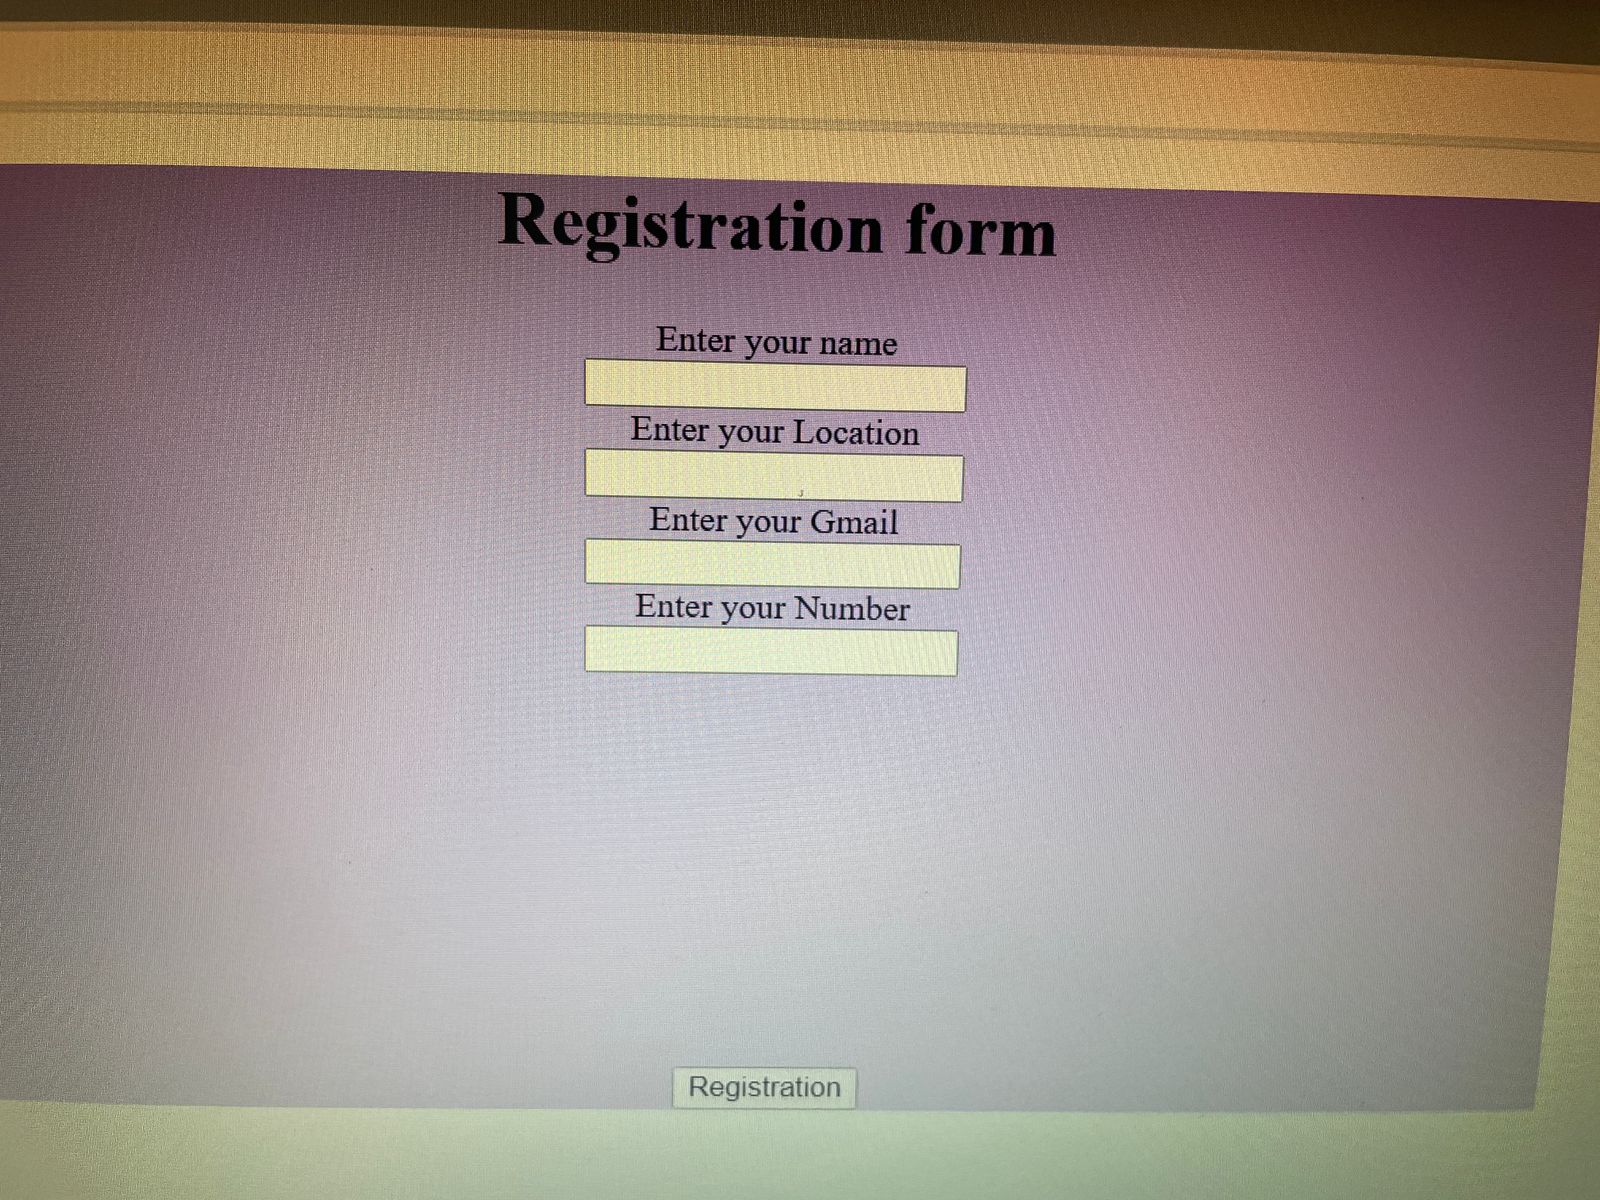 Registration form
Enter your name
Enter your Location
Enter your Gmail
Enter your Number
Registration